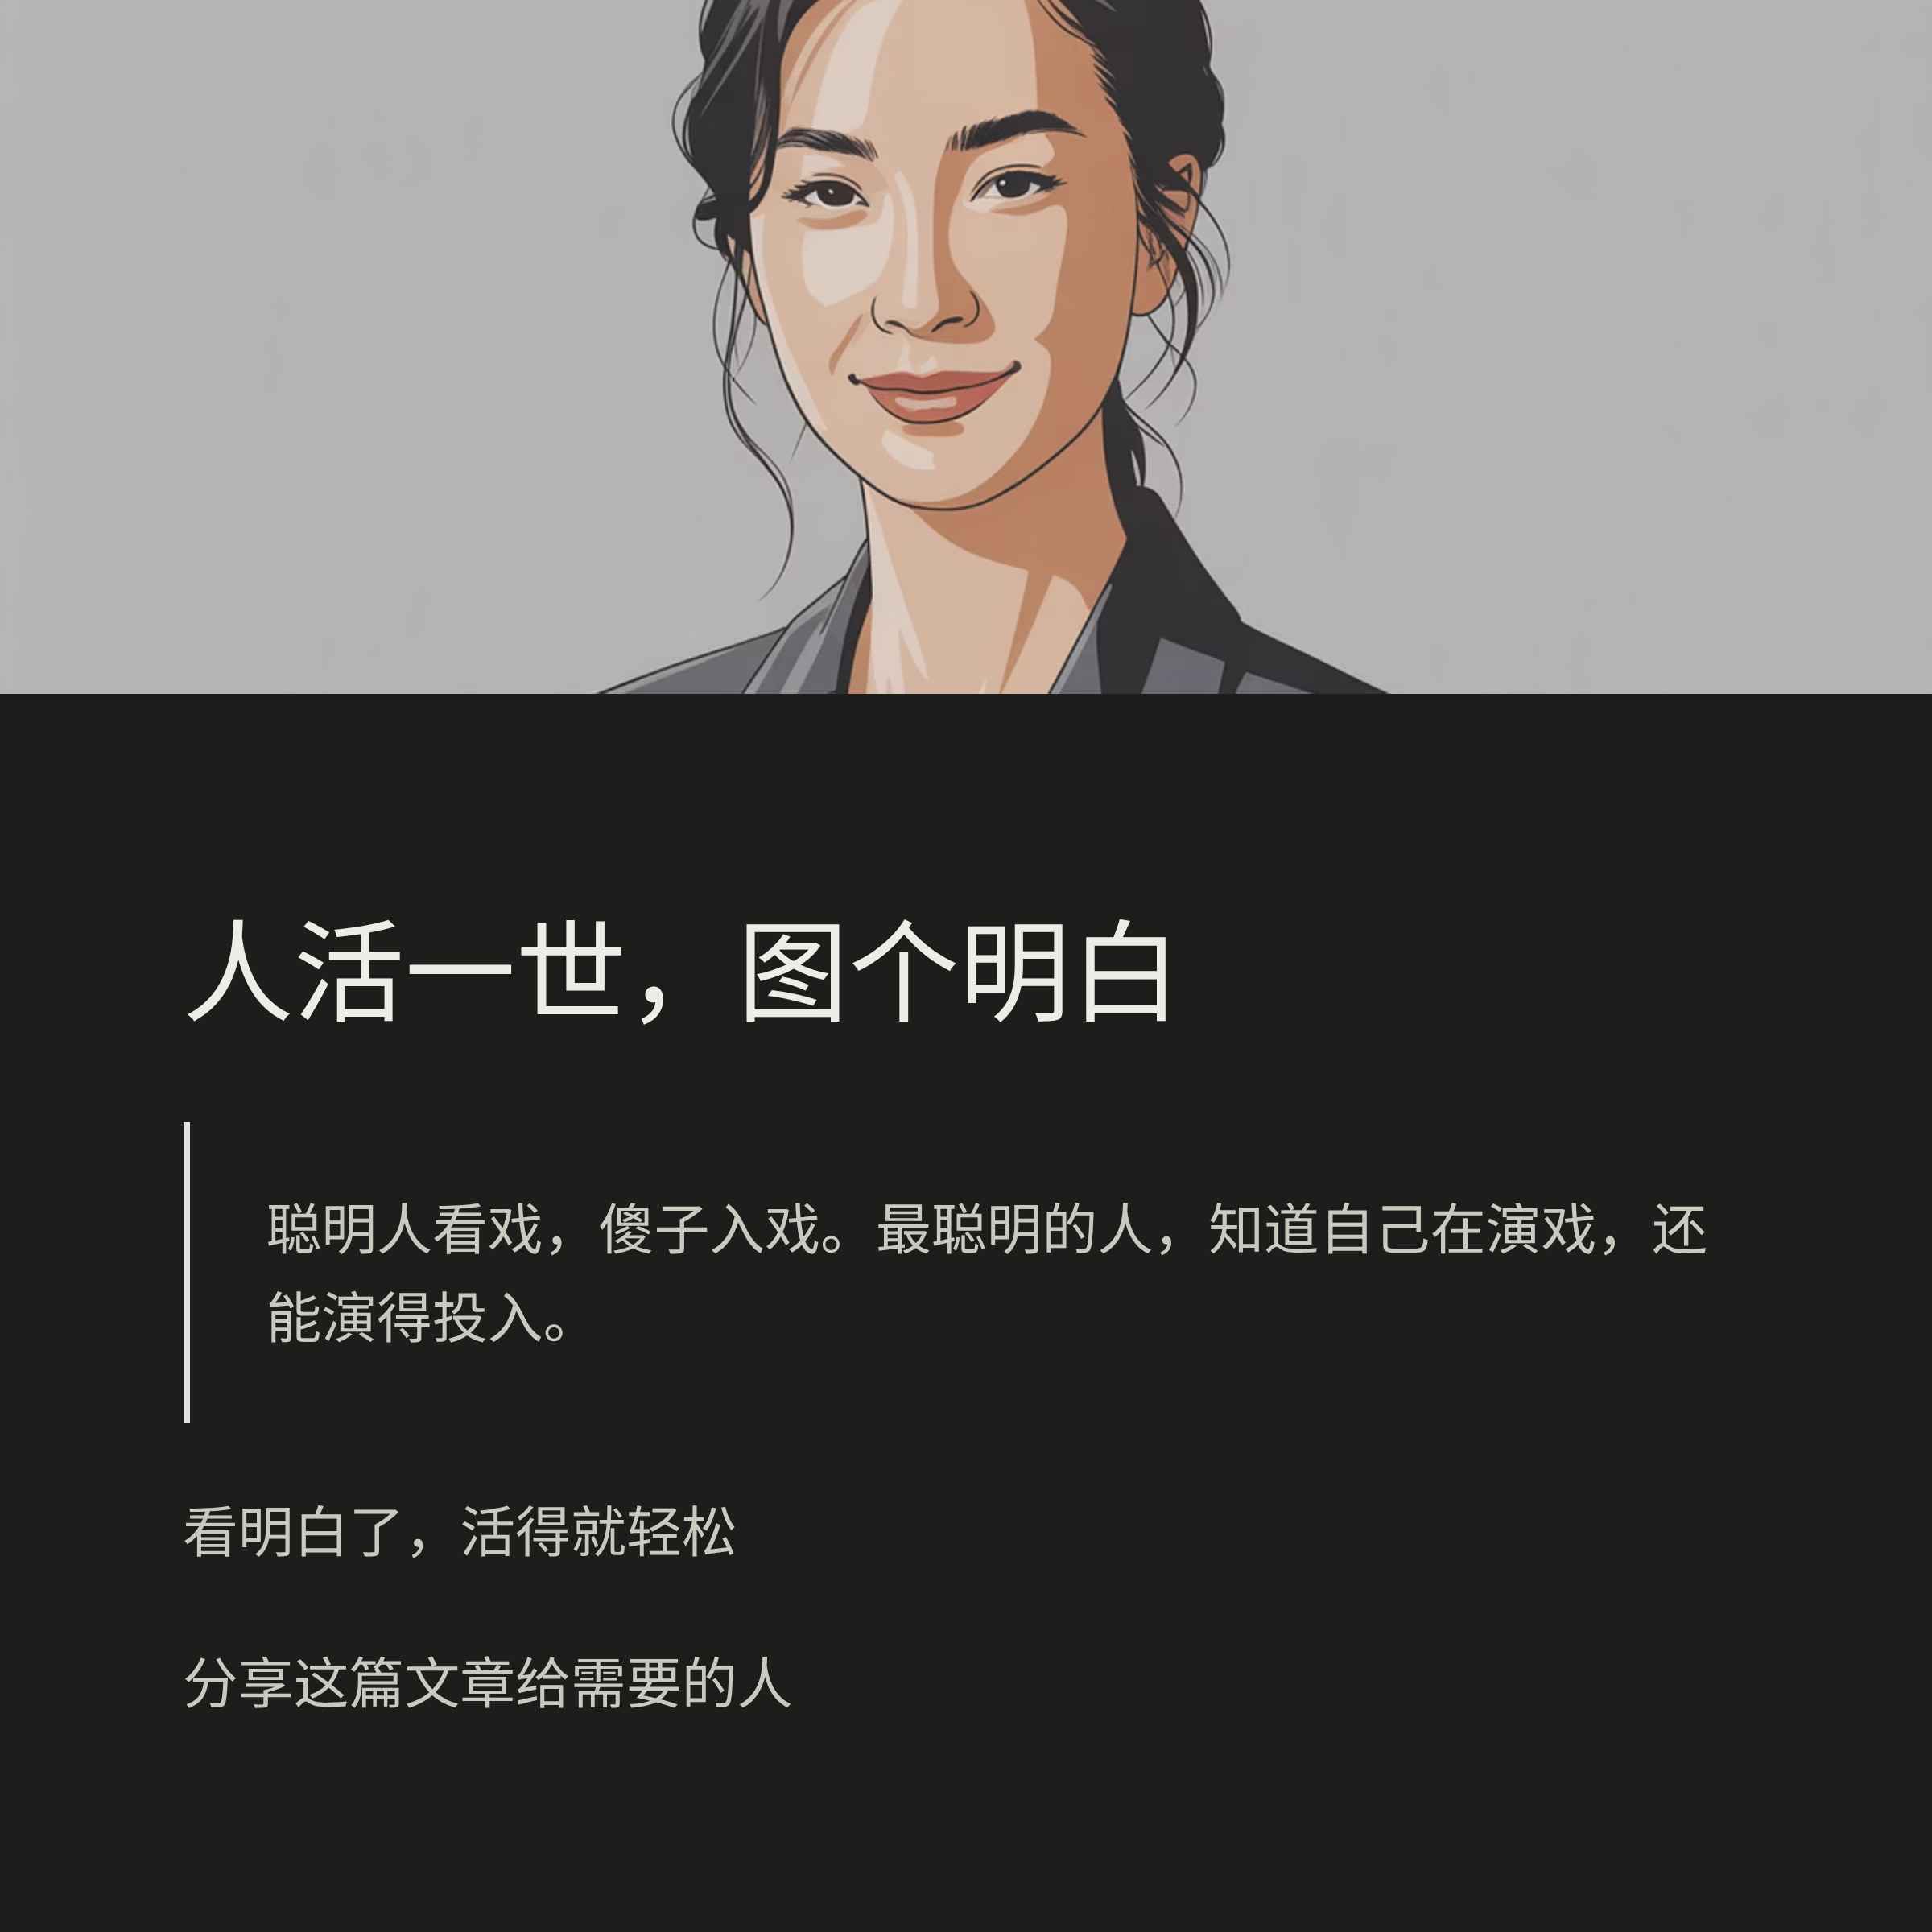 人活一世，图个明白
聪明人看戏，傻子入戏。最聪明的人，知道自己在演戏，还
能演得投入。
看明白了，活得就轻松
分享这篇文章给需要的人